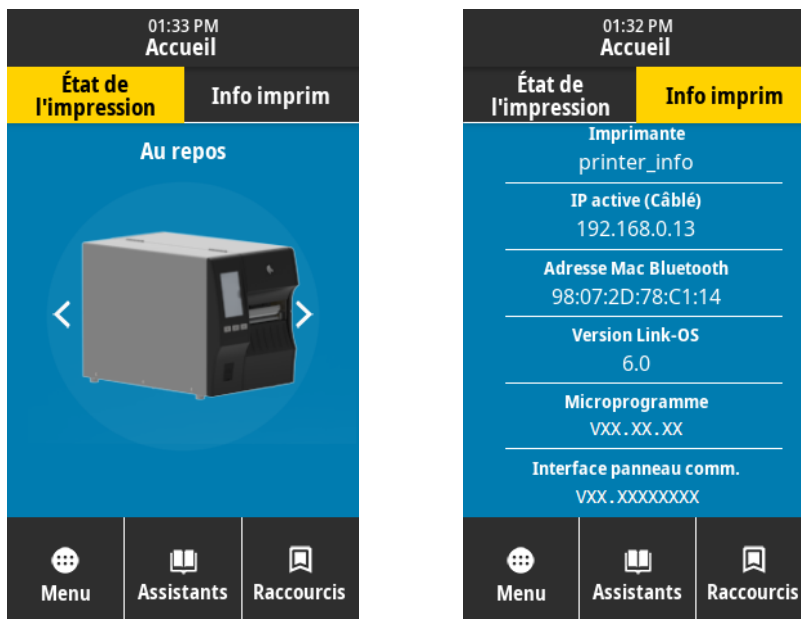 01:33 PM
Accueil
État de
l'impression
Info imprim
Au repos
Menu
Assistants
Raccourcis
01:32 PM
Accueil
État de
l'impression
Info imprim
Imprimante
printer_info
IP active (Câblé)
192.168.0.13
Adresse Mac Bluetooth
98:07:2D:78:C1:14
Version Link-OS
6.0
Microprogramme
VXX.XX.XX
Interface panneau comm.
VXX.XXXXXXXX
Menu
Assistants
Raccourcis